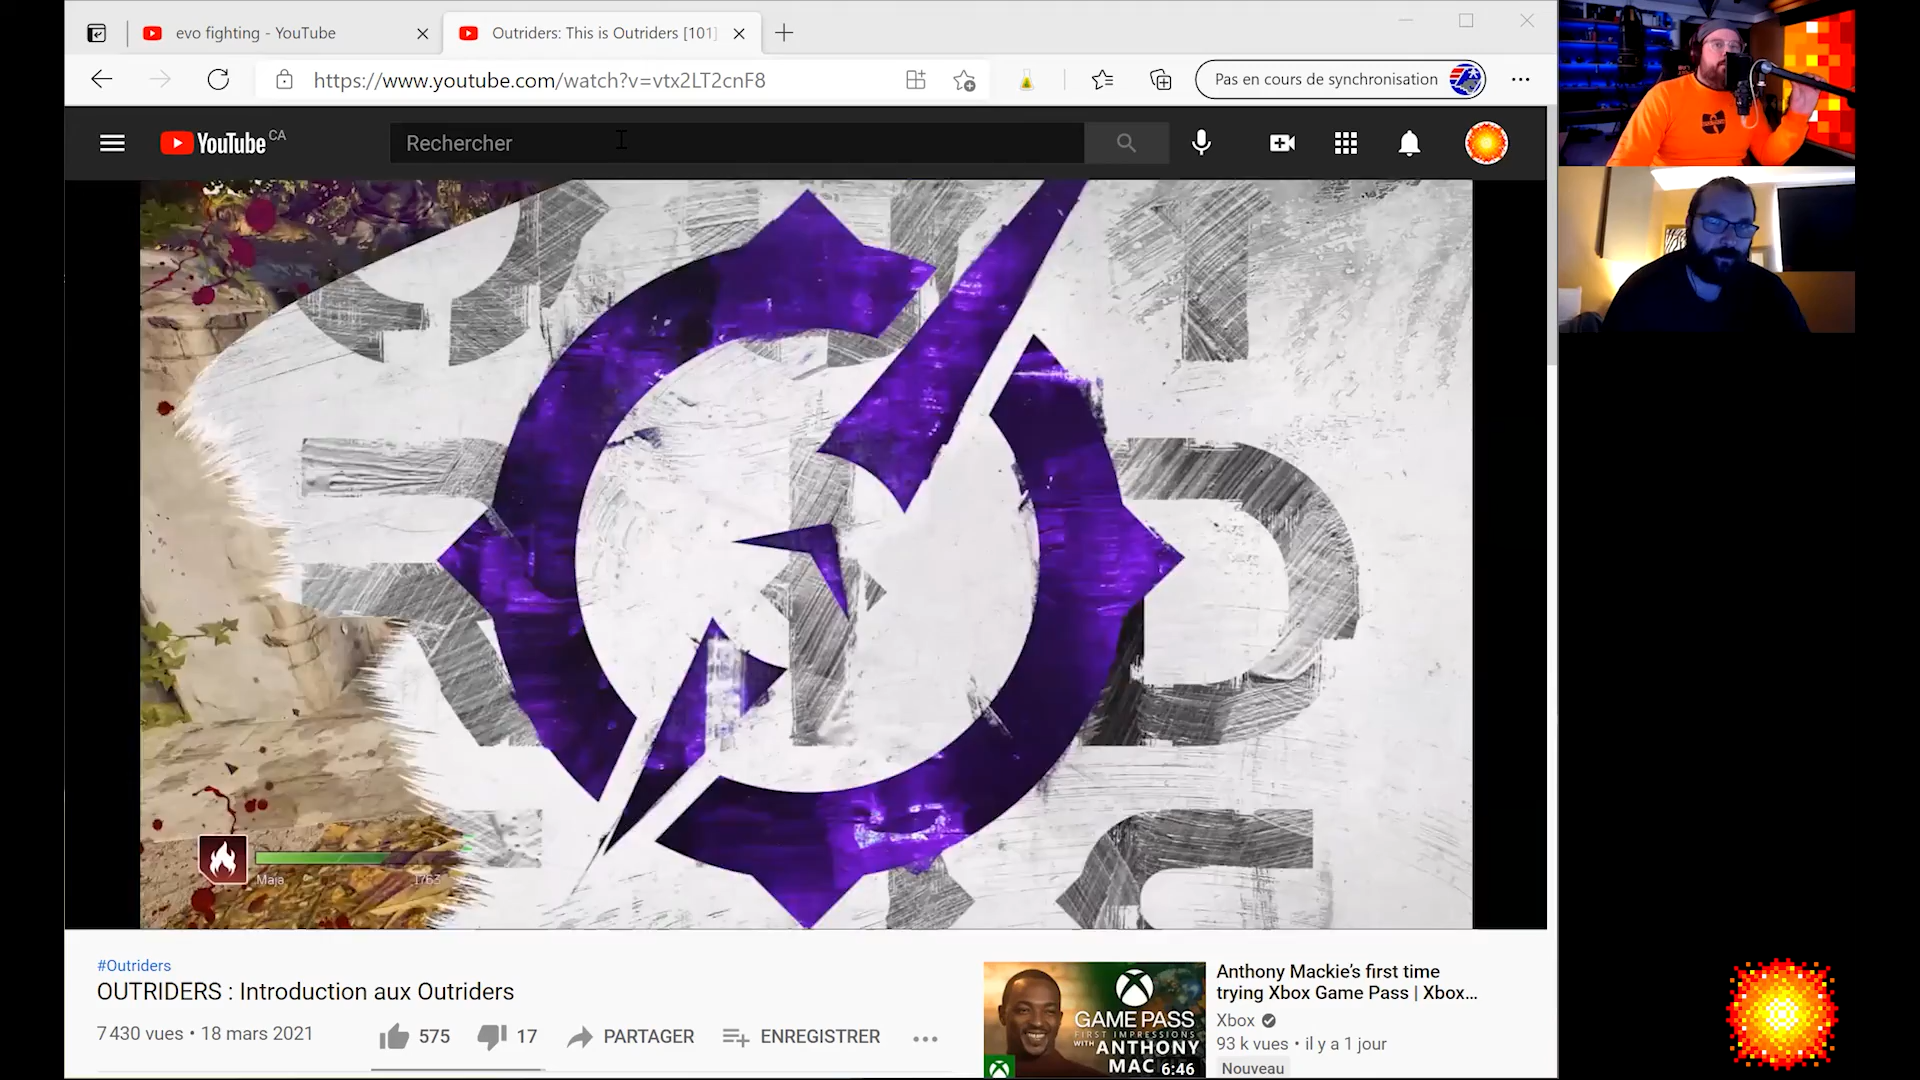 evo fighting - YouTube
Outriders: This is Outriders [101]
https://www.youtube.com/watch?v=vtx2LT2cnF8
Pas en cours de synchronisation
YouTube CA
Rechercher
Maja
1763
#Outriders
OUTRIDERS : Introduction aux Outriders
7 430 vues • 18 mars 2021
575
17
PARTAGER
ENREGISTRER
GAME PASS
FIRST IMPRESSIONS
WITH ANTHONY
MAC
6:46
Anthony Mackie's first time
trying Xbox Game Pass | Xbox...
Xbox
93 k vues • il y a 1 jour
Nouveau